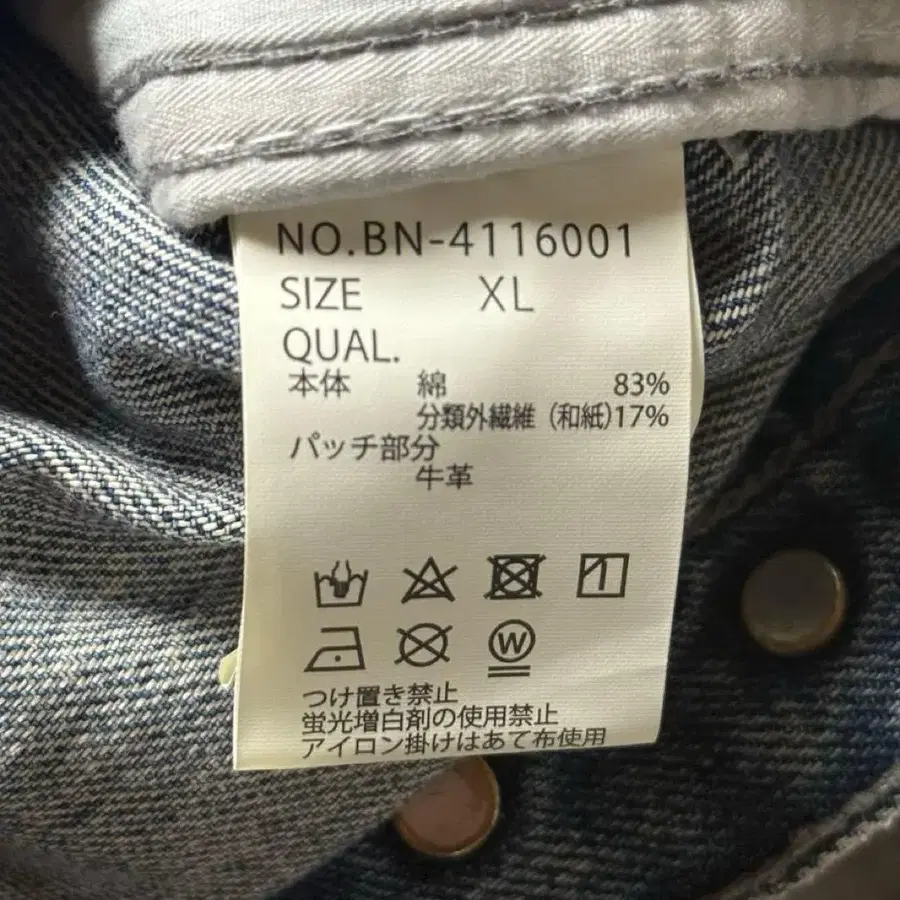 NO.BN-4116001
SIZE XL
QUAL.
本体 綿 83%
分類外繊維(和紙)17%
パッチ部分
牛革
W
つけ置き禁止
蛍光増白剤の使用禁止
アイロン掛けはあて布使用